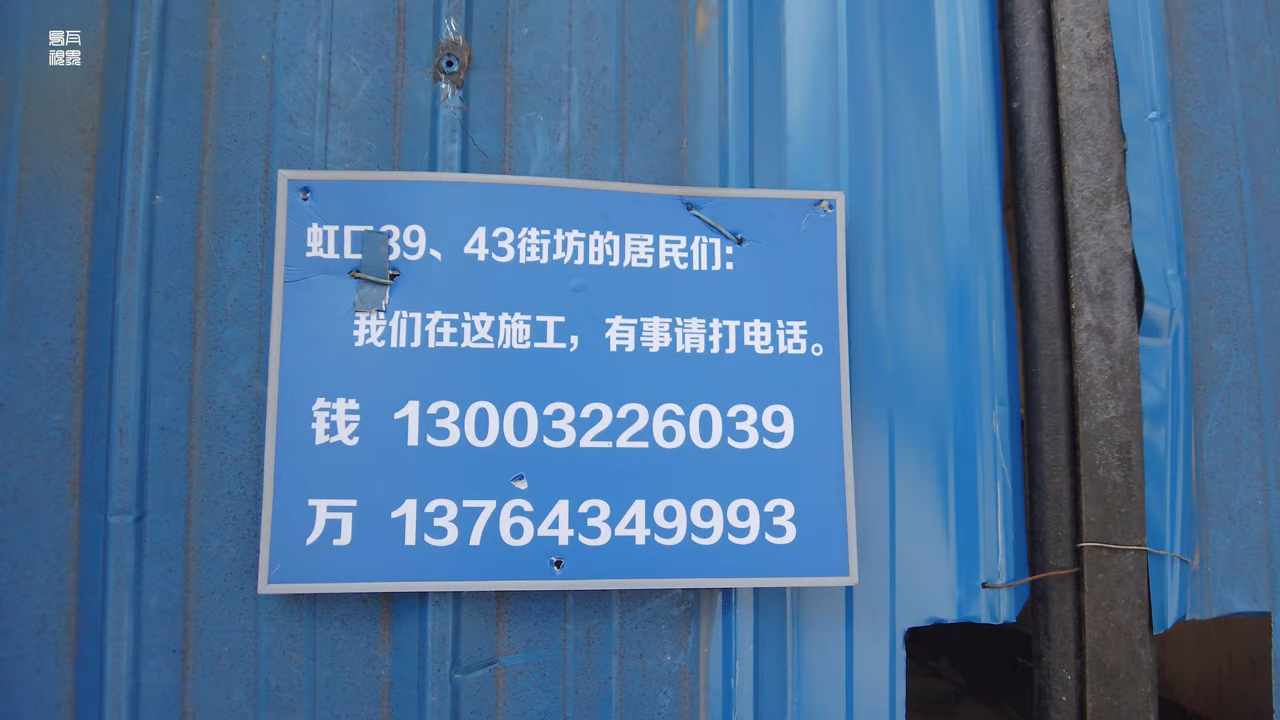 虹口39、43街坊的居民们：
我们在这施工，有事请打电话。
钱 13003226039
万 13764349993